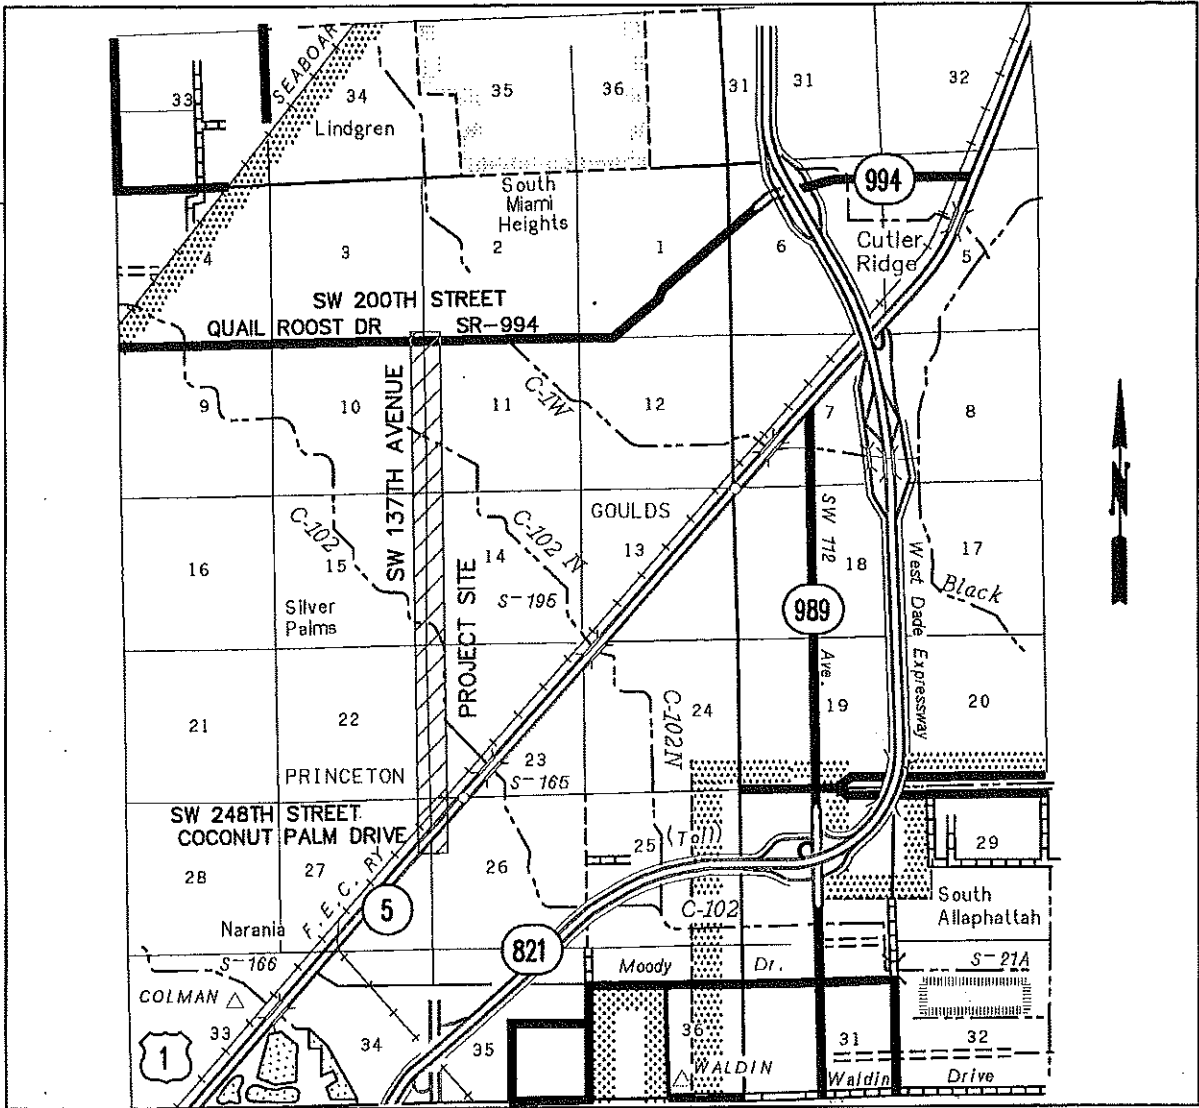 SEABOAR
33
34
35
36
31
31
32
Lindgren
South
Miami
Heights
994
Cutler
Ridge
4
3
2
1
6
5
SW 200TH STREET
QUAIL ROOST DR
SR-994
9
10
11
12
7
8
C-1W
SW 137TH AVENUE
N
GOULDS
C-102
C-102 N
16
15
14
13
18
17
S-195
SW 112
Ave.
West Dade Expressway
Black
Silver
Palms
989
PROJECT SITE
21
22
23
24
19
20
C-102N
PRINCETON
S-165
SW 248TH STREET
COCONUT PALM DRIVE
28
27
26
25
(Toll)
29
F. E. C. RY
5
C-102
South
Allaphattah
Narania
S-166
821
Moody
Dr.
S-21A
COLMAN
33
34
35
36
31
32
1
WALDIN
Waldin
Drive